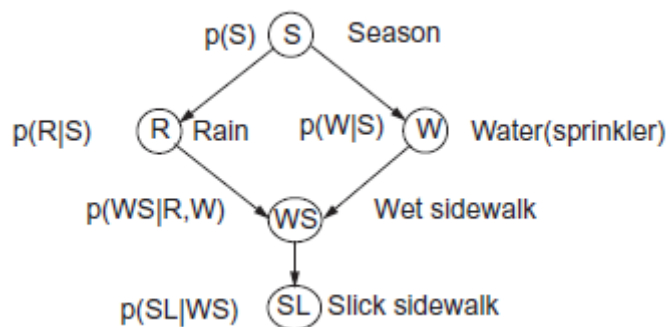 p(S) S Season
p(R|S) R Rain p(W|S) W Water(sprinkler)
p(WS|R,W) WS Wet sidewalk
p(SL|WS) SL Slick sidewalk